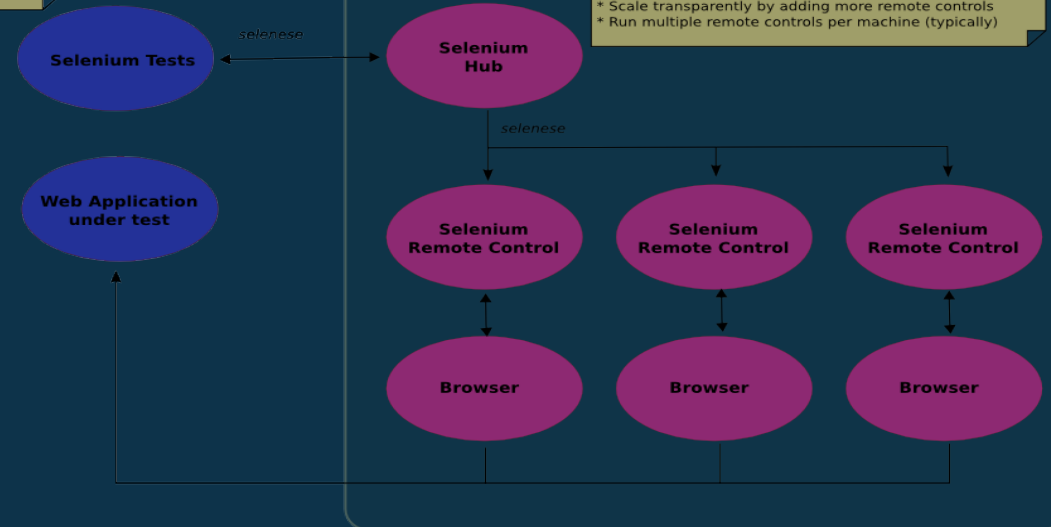 * Scale transparently by adding more remote controls
* Run multiple remote controls per machine (typically)
selenese
Selenium Tests
Selenium
Hub
selenese
Web Application
under test
Selenium
Remote Control
Selenium
Remote Control
Selenium
Remote Control
Browser
Browser
Browser